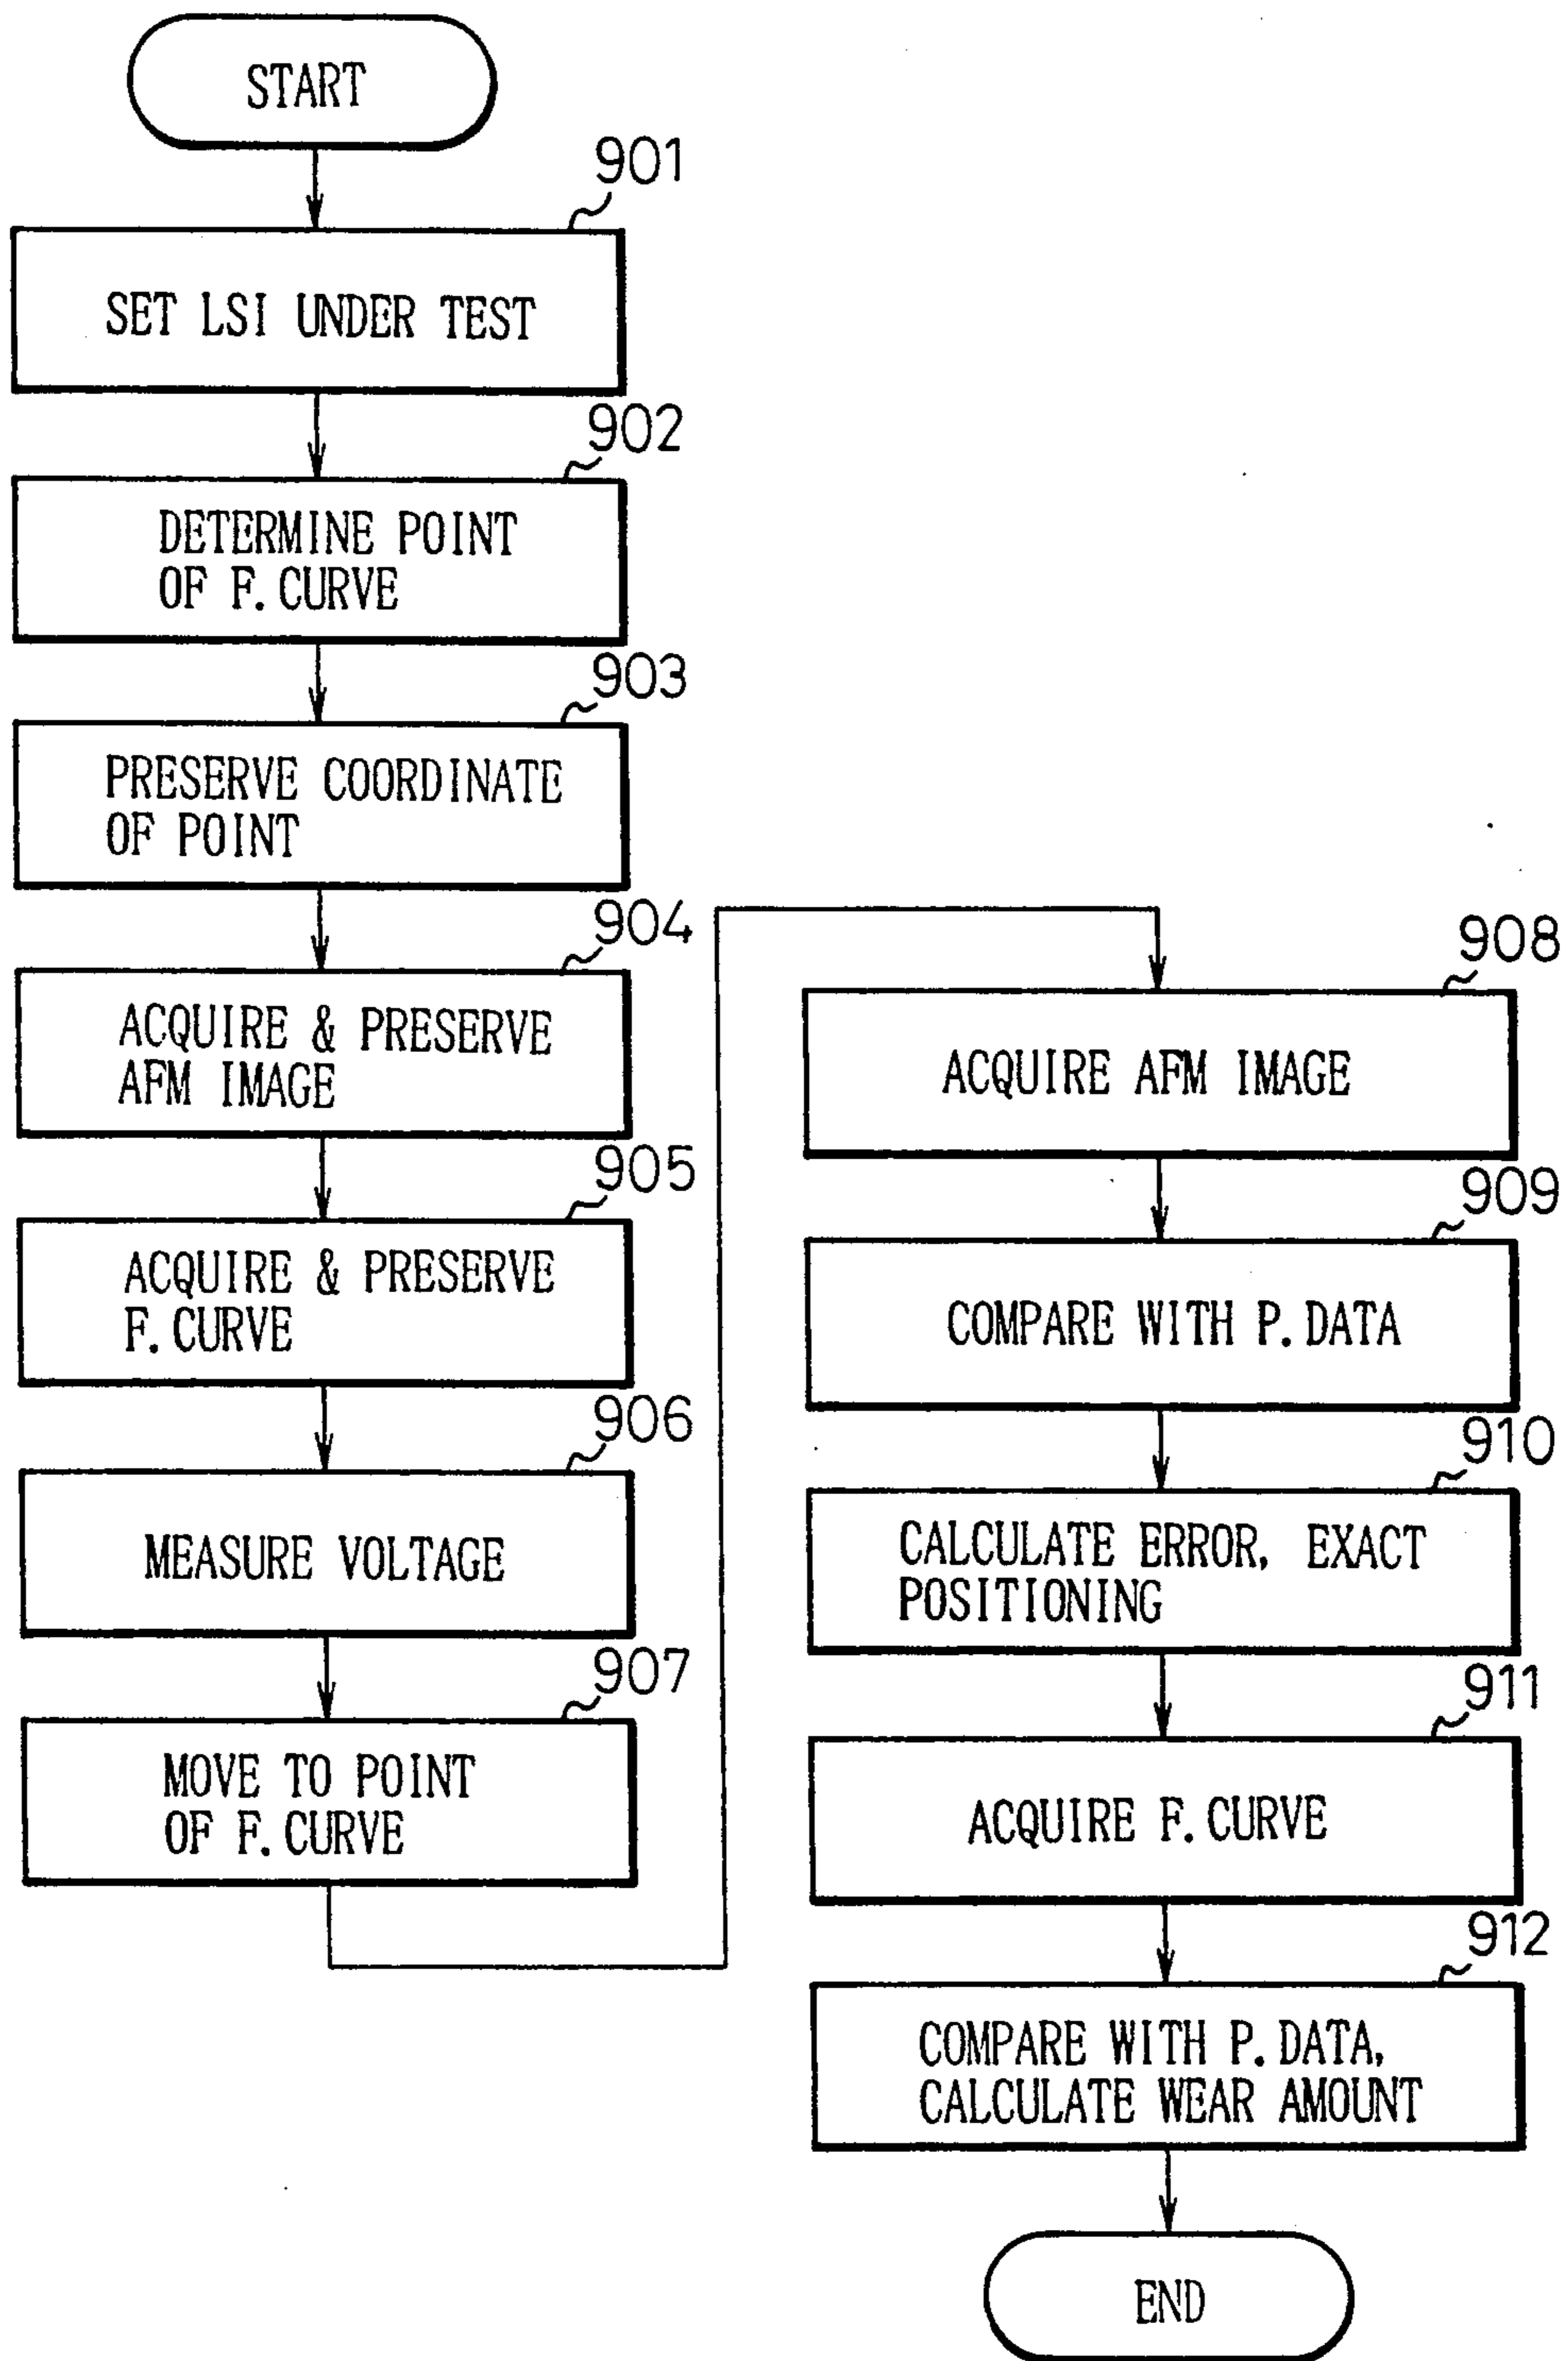 START
901
SET LSI UNDER TEST
902
DETERMINE POINT
OF F. CURVE
903
PRESERVE COORDINATE
OF POINT
904
ACQUIRE & PRESERVE
AFM IMAGE
905
ACQUIRE & PRESERVE
F. CURVE
906
MEASURE VOLTAGE
907
MOVE TO POINT
OF F. CURVE
908
ACQUIRE AFM IMAGE
909
COMPARE WITH P. DATA
910
CALCULATE ERROR, EXACT
POSITIONING
911
ACQUIRE F. CURVE
912
COMPARE WITH P. DATA,
CALCULATE WEAR AMOUNT
END